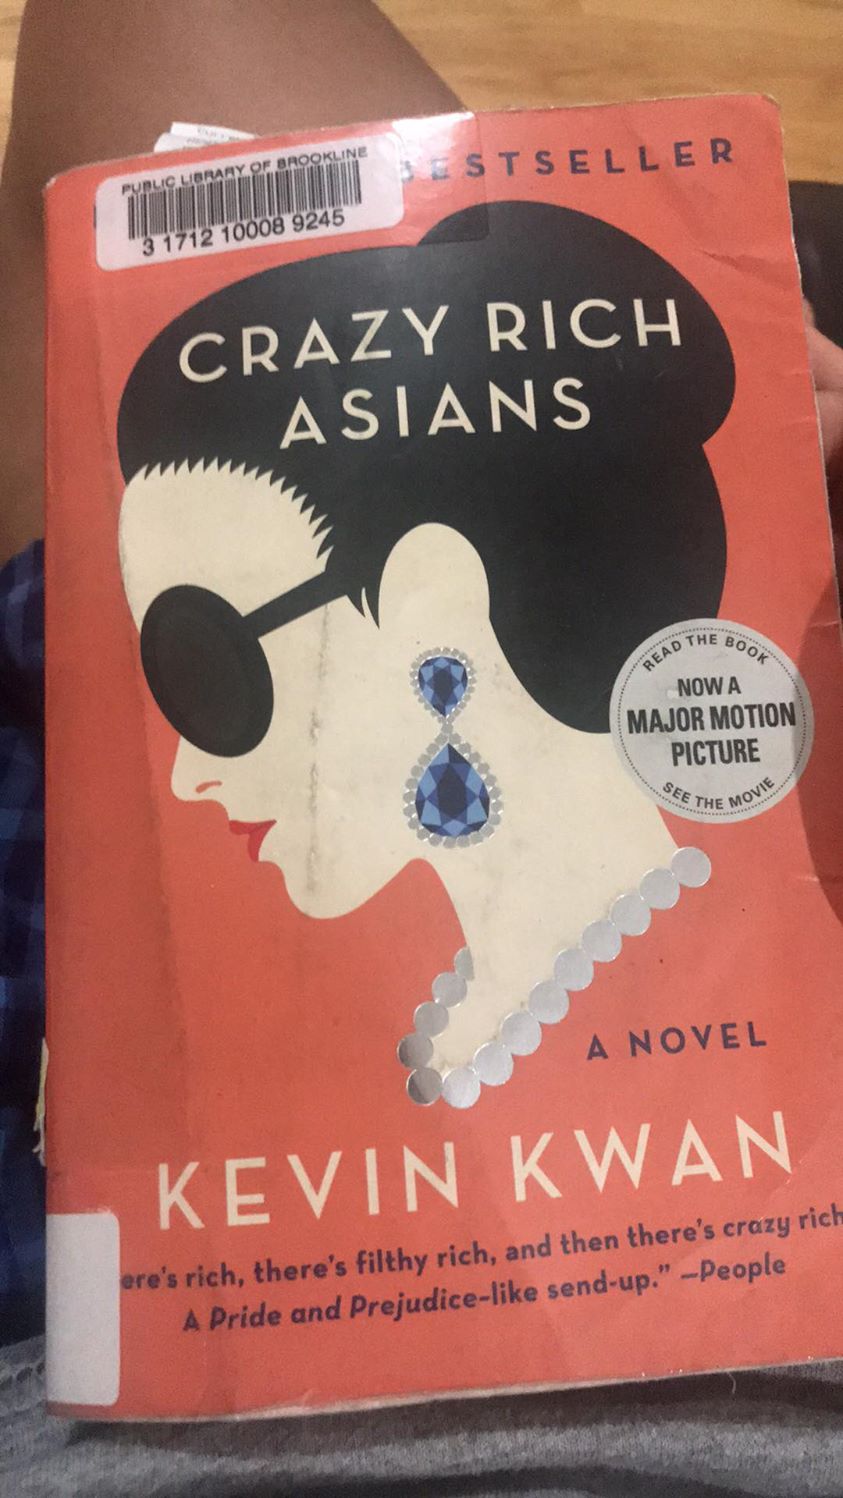 PUBLIC LIBRARY OF BROOKLINE
3 1712 10008 9245
BESTSELLER
CRAZY RICH
ASIANS
READ THE BOOK
NOW A
MAJOR MOTION
PICTURE
SEE THE MOVIE
A NOVEL
KEVIN KWAN
ere's rich, there's filthy rich, and then there's crazy rich
A Pride and Prejudice-like send-up." —People